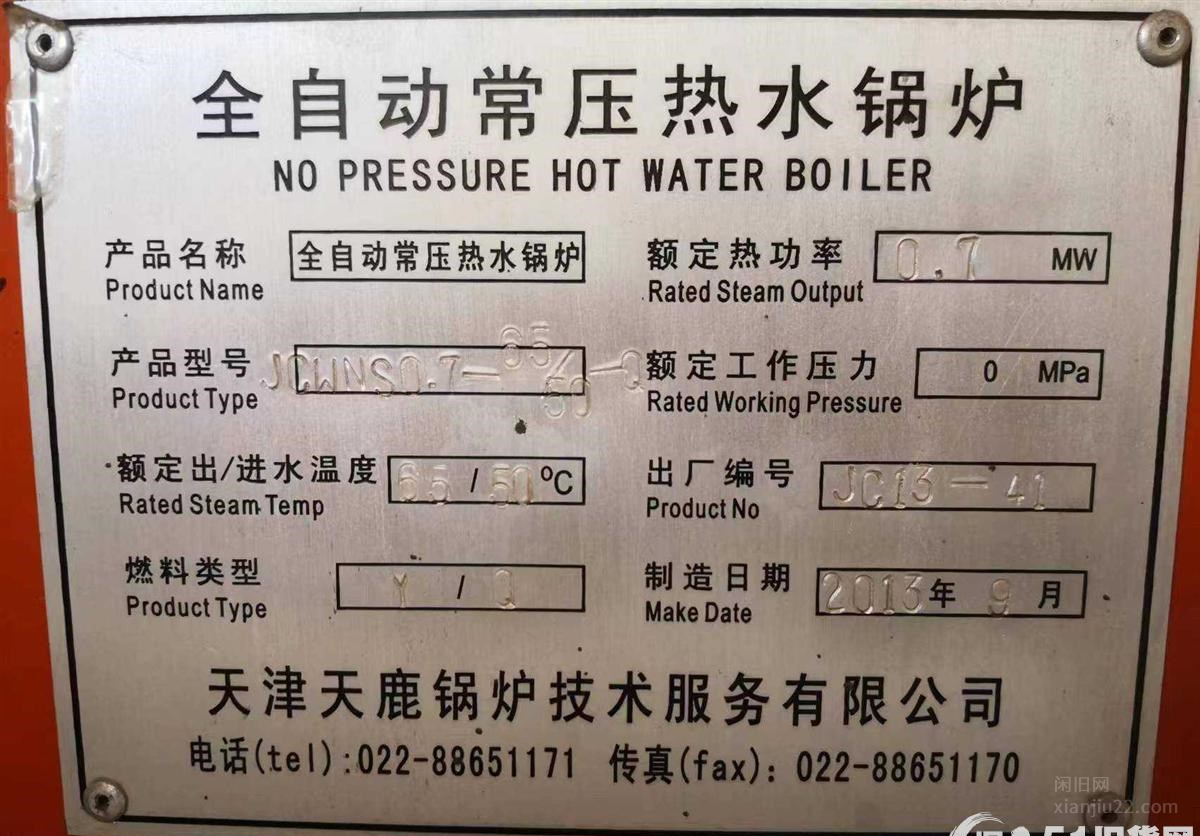 全自动常压热水锅炉
NO PRESSURE HOT WATER BOILER
产品名称 全自动常压热水锅炉
Product Name
额定热功率 0.7 MW
Rated Steam Output
产品型号 JCWNS0.7-65/50-Q
Product Type
额定工作压力 0 MPa
Rated Working Pressure
额定出/进水温度 65/50℃
Rated Steam Temp
出厂编号 JC13-41
Product No
燃料类型 Y/Q
Product Type
制造日期 2013年9月
Make Date
天津天鹿锅炉技术服务有限公司
电话(tel):022-88651171 传真(fax): 022-88651170
闲旧网
xianjiu22.com